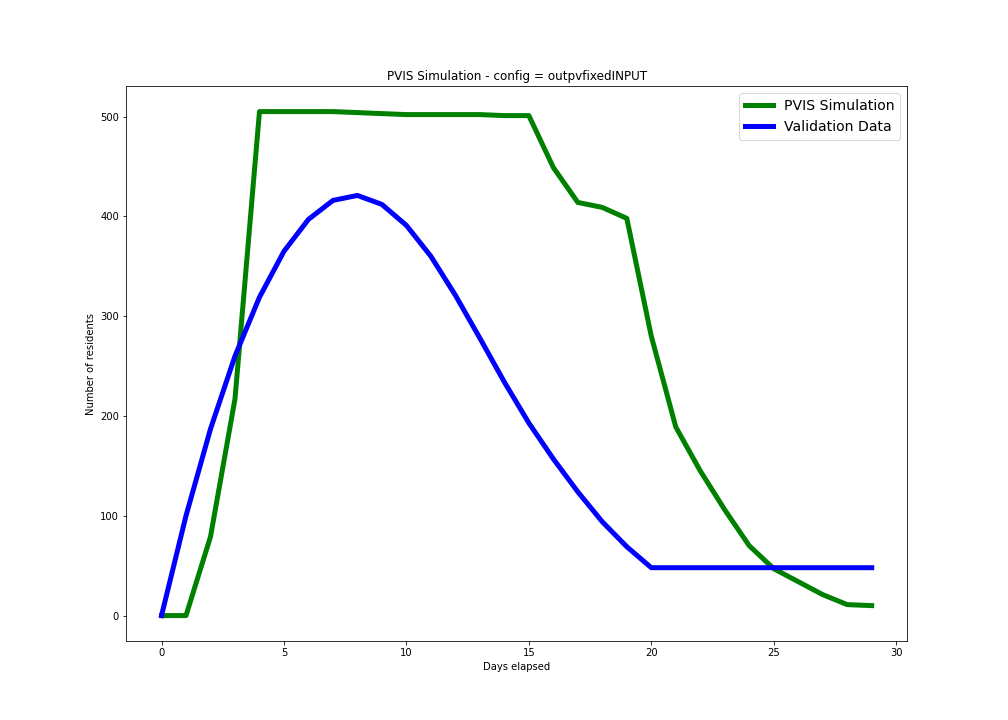 PVIS Simulation - config = outpvfixedINPUT
PVIS Simulation
Validation Data
500
400
300
200
100
0
Number of residents
0 5 10 15 20 25 30
Days elapsed